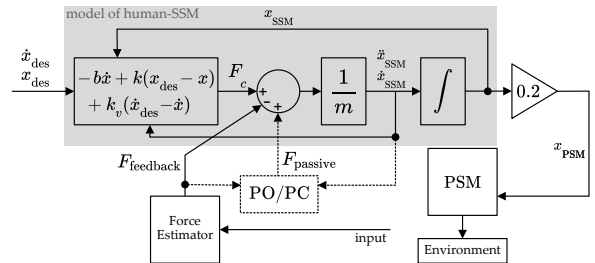 model of human-SSM
x_SSM
ẋ_des
x_des
−bẋ + k(x_des − x)
+ k_v(ẋ_des − ẋ)
F_c
+
−
+
1
m
ẍ_SSM
ẋ_SSM
∫
0.2
x_PSM
F_feedback
F_passive
PO/PC
PSM
Force
Estimator
input
Environment